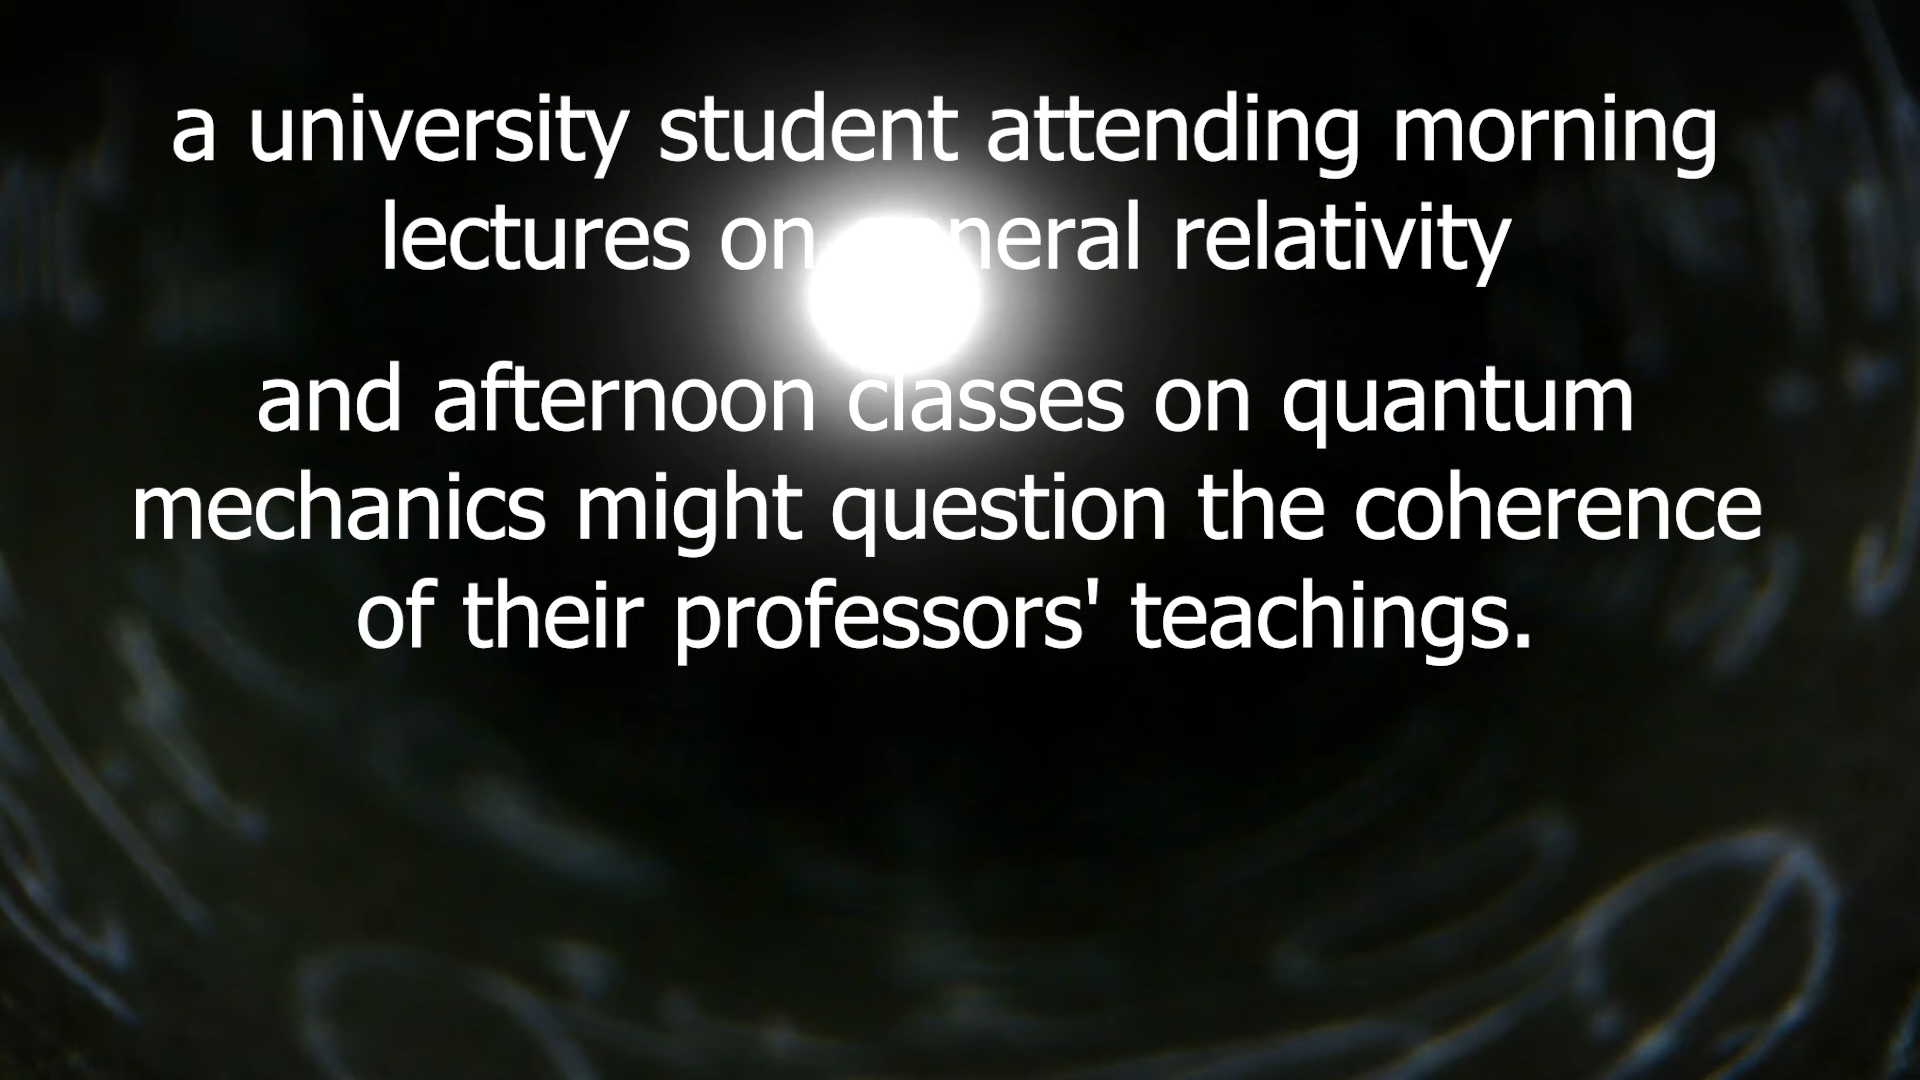 a university student attending morning
lectures on general relativity
and afternoon classes on quantum
mechanics might question the coherence
of their professors' teachings.